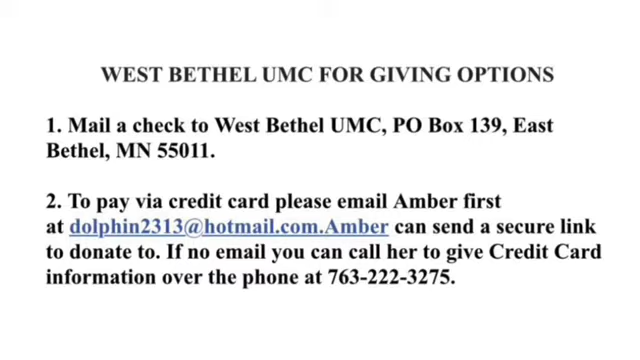 WEST BETHEL UMC FOR GIVING OPTIONS
1. Mail a check to West Bethel UMC, PO Box 139, East
Bethel, MN 55011.
2. To pay via credit card please email Amber first
at dolphin2313@hotmail.com.Amber can send a secure link
to donate to. If no email you can call her to give Credit Card
information over the phone at 763-222-3275.